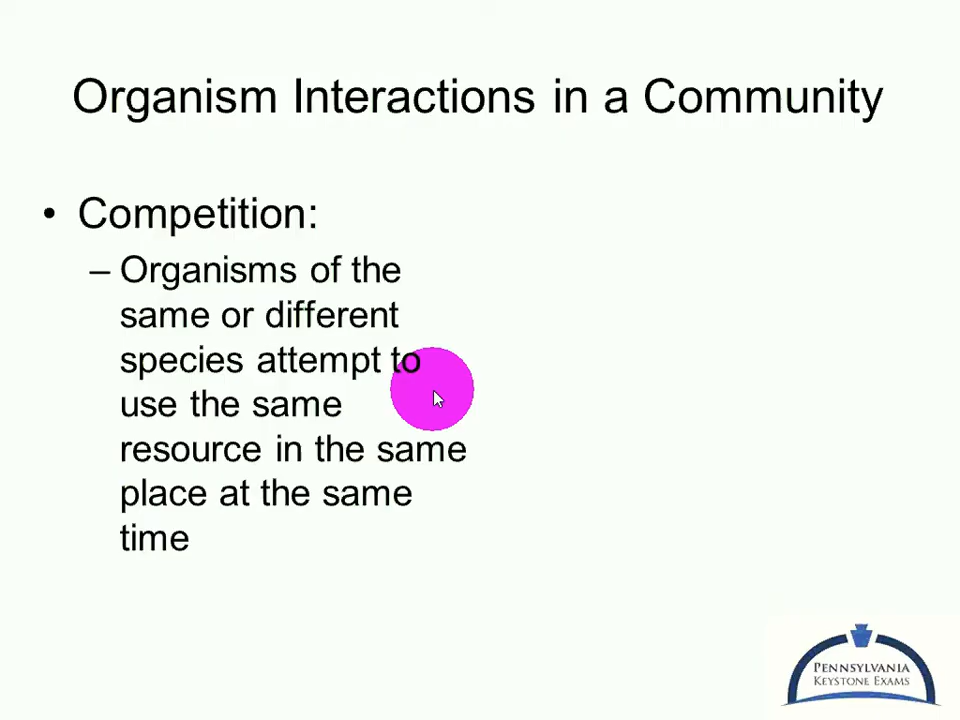 Organism Interactions in a Community
• Competition:
– Organisms of the
same or different
species attempt to
use the same
resource in the same
place at the same
time
PENNSYLVANIA
KEYSTONE EXAMS